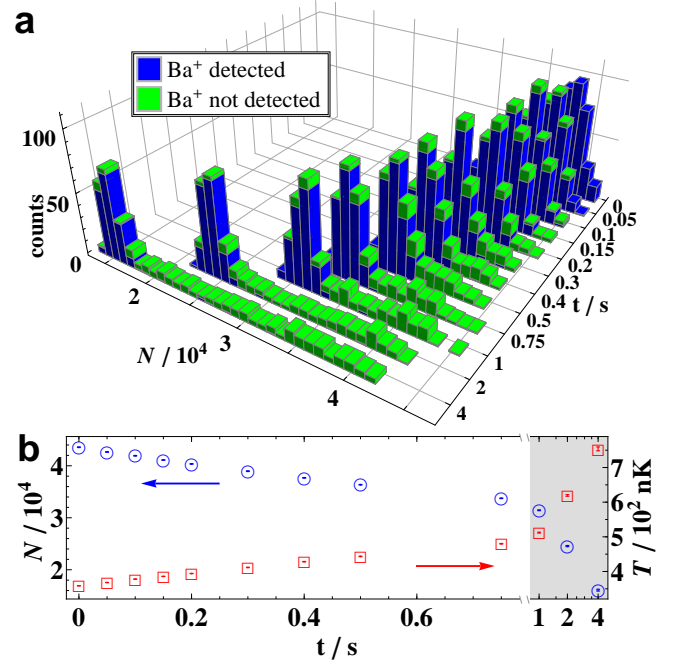 a
Ba⁺ detected
Ba⁺ not detected
100
50
0
counts
2
3
4
N / 10⁴
0
0.05
0.1
0.15
0.2
0.3
0.4
0.5
0.75
1
2
4
t / s
b
4
3
2
N / 10⁴
7
6
5
4
T / 10² nK
0 0.2 0.4 0.6 1 2 4
t / s